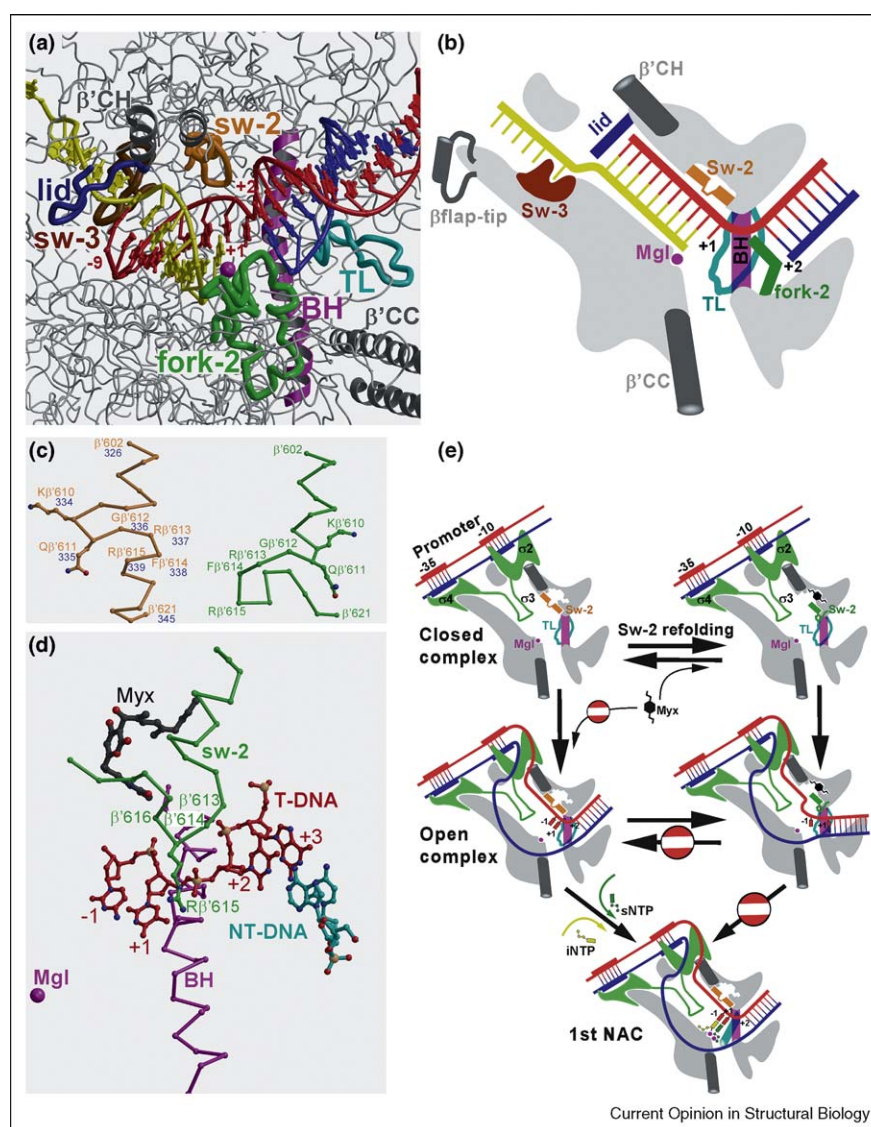 (a)
β'CH
sw-2
lid
+2
sw-3
-9
+1
TL
BH
β'CC
fork-2
(b)
β'CH
lid
Sw-2
βflap-tip
Sw-3
MgI
+1
BH
+2
TL
fork-2
β'CC
(c)
β'602
326
Kβ'610
334
Gβ'612
336
Rβ'613
337
Qβ'611
335
Rβ'615
339
Fβ'614
338
β'621
345
β'602
Kβ'610
Gβ'612
Rβ'613
Fβ'614
Qβ'611
Rβ'615
β'621
(d)
Myx
sw-2
β'613
T-DNA
β'616
β'614
+3
+2
-1
Rβ'615
+1
NT-DNA
BH
MgI
(e)
Promoter
-10
-35
σ2
σ3
σ4
Sw-2
TL
MgI
Closed
complex
Sw-2 refolding
-10
-35
σ2
σ3
σ4
Sw-2
TL
MgI
Myx
-1
+1
Open
complex
-1
sNTP
iNTP
-1
+2
1st NAC
Current Opinion in Structural Biology